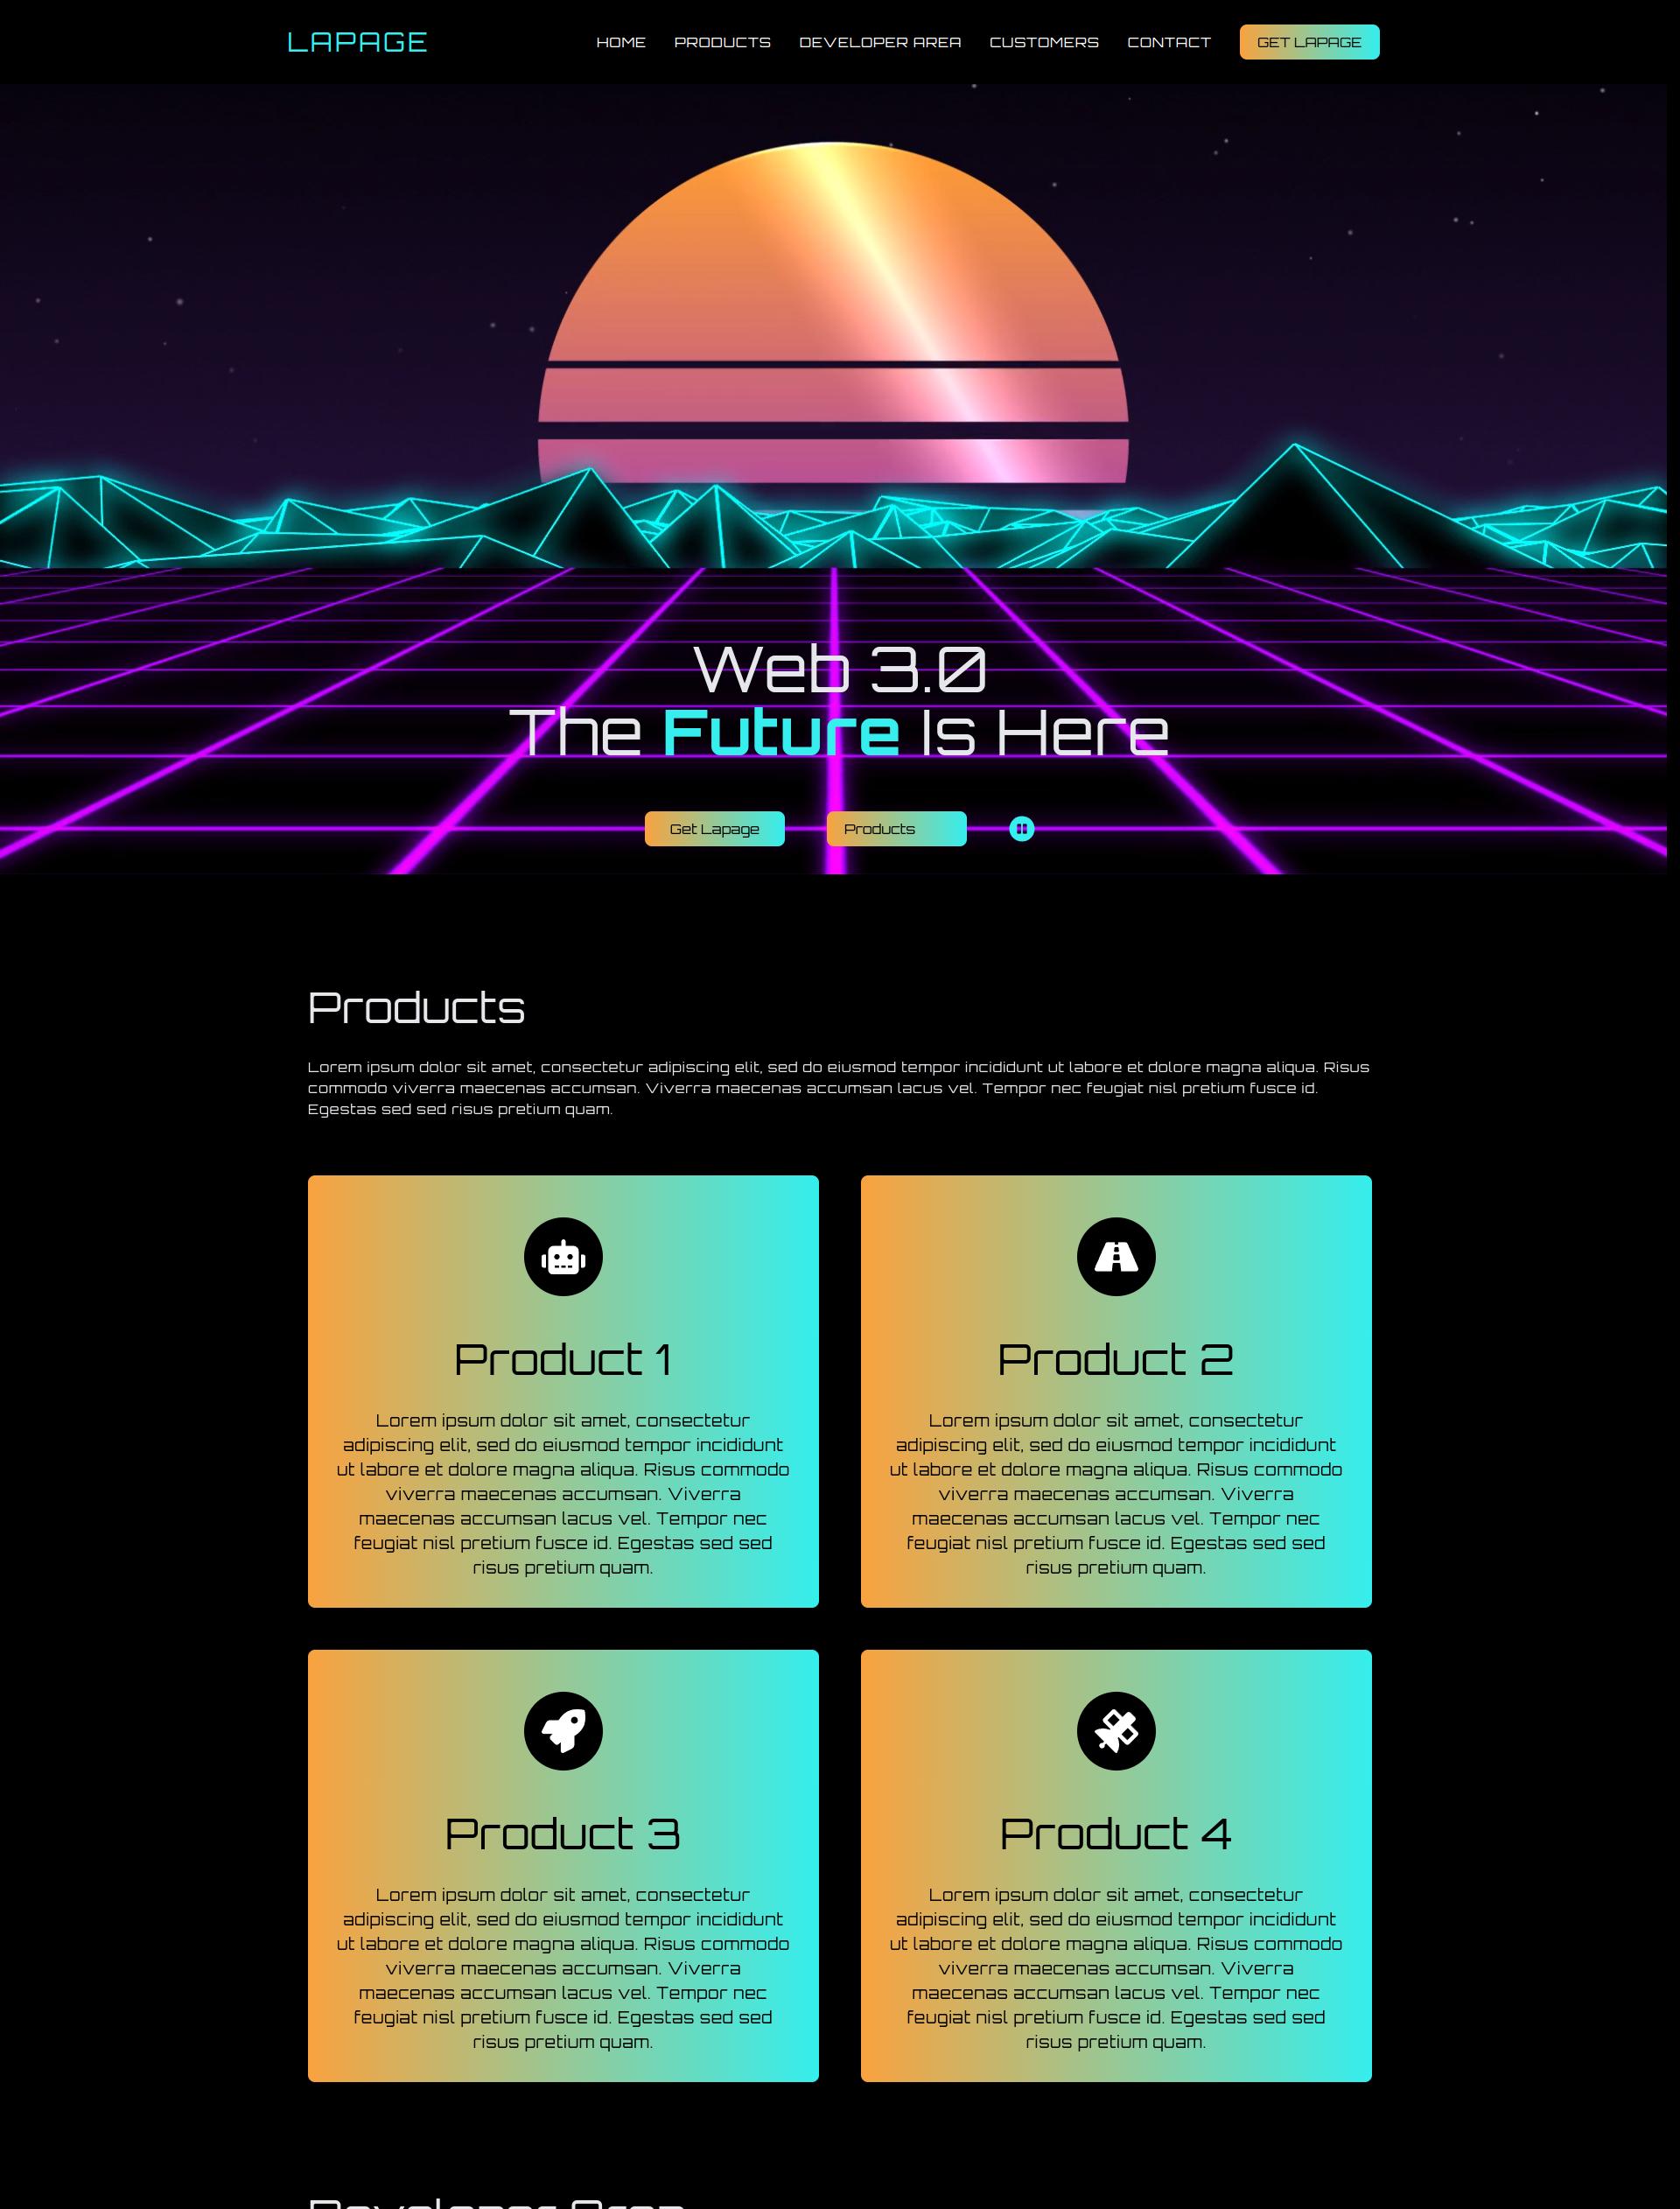 LAPAGE
HOME PRODUCTS DEVELOPER AREA CUSTOMERS CONTACT GET LAPAGE
Web 3.0
The Future Is Here
Get Lapage Products
Products
Lorem ipsum dolor sit amet, consectetur adipiscing elit, sed do eiusmod tempor incididunt ut labore et dolore magna aliqua. Risus
commodo viverra maecenas accumsan. Viverra maecenas accumsan lacus vel. Tempor nec feugiat nisl pretium fusce id.
Egestas sed sed risus pretium quam.
Product 1
Lorem ipsum dolor sit amet, consectetur
adipiscing elit, sed do eiusmod tempor incididunt
ut labore et dolore magna aliqua. Risus commodo
viverra maecenas accumsan. Viverra
maecenas accumsan lacus vel. Tempor nec
feugiat nisl pretium fusce id. Egestas sed sed
risus pretium quam.
Product 2
Lorem ipsum dolor sit amet, consectetur
adipiscing elit, sed do eiusmod tempor incididunt
ut labore et dolore magna aliqua. Risus commodo
viverra maecenas accumsan. Viverra
maecenas accumsan lacus vel. Tempor nec
feugiat nisl pretium fusce id. Egestas sed sed
risus pretium quam.
Product 3
Lorem ipsum dolor sit amet, consectetur
adipiscing elit, sed do eiusmod tempor incididunt
ut labore et dolore magna aliqua. Risus commodo
viverra maecenas accumsan. Viverra
maecenas accumsan lacus vel. Tempor nec
feugiat nisl pretium fusce id. Egestas sed sed
risus pretium quam.
Product 4
Lorem ipsum dolor sit amet, consectetur
adipiscing elit, sed do eiusmod tempor incididunt
ut labore et dolore magna aliqua. Risus commodo
viverra maecenas accumsan. Viverra
maecenas accumsan lacus vel. Tempor nec
feugiat nisl pretium fusce id. Egestas sed sed
risus pretium quam.